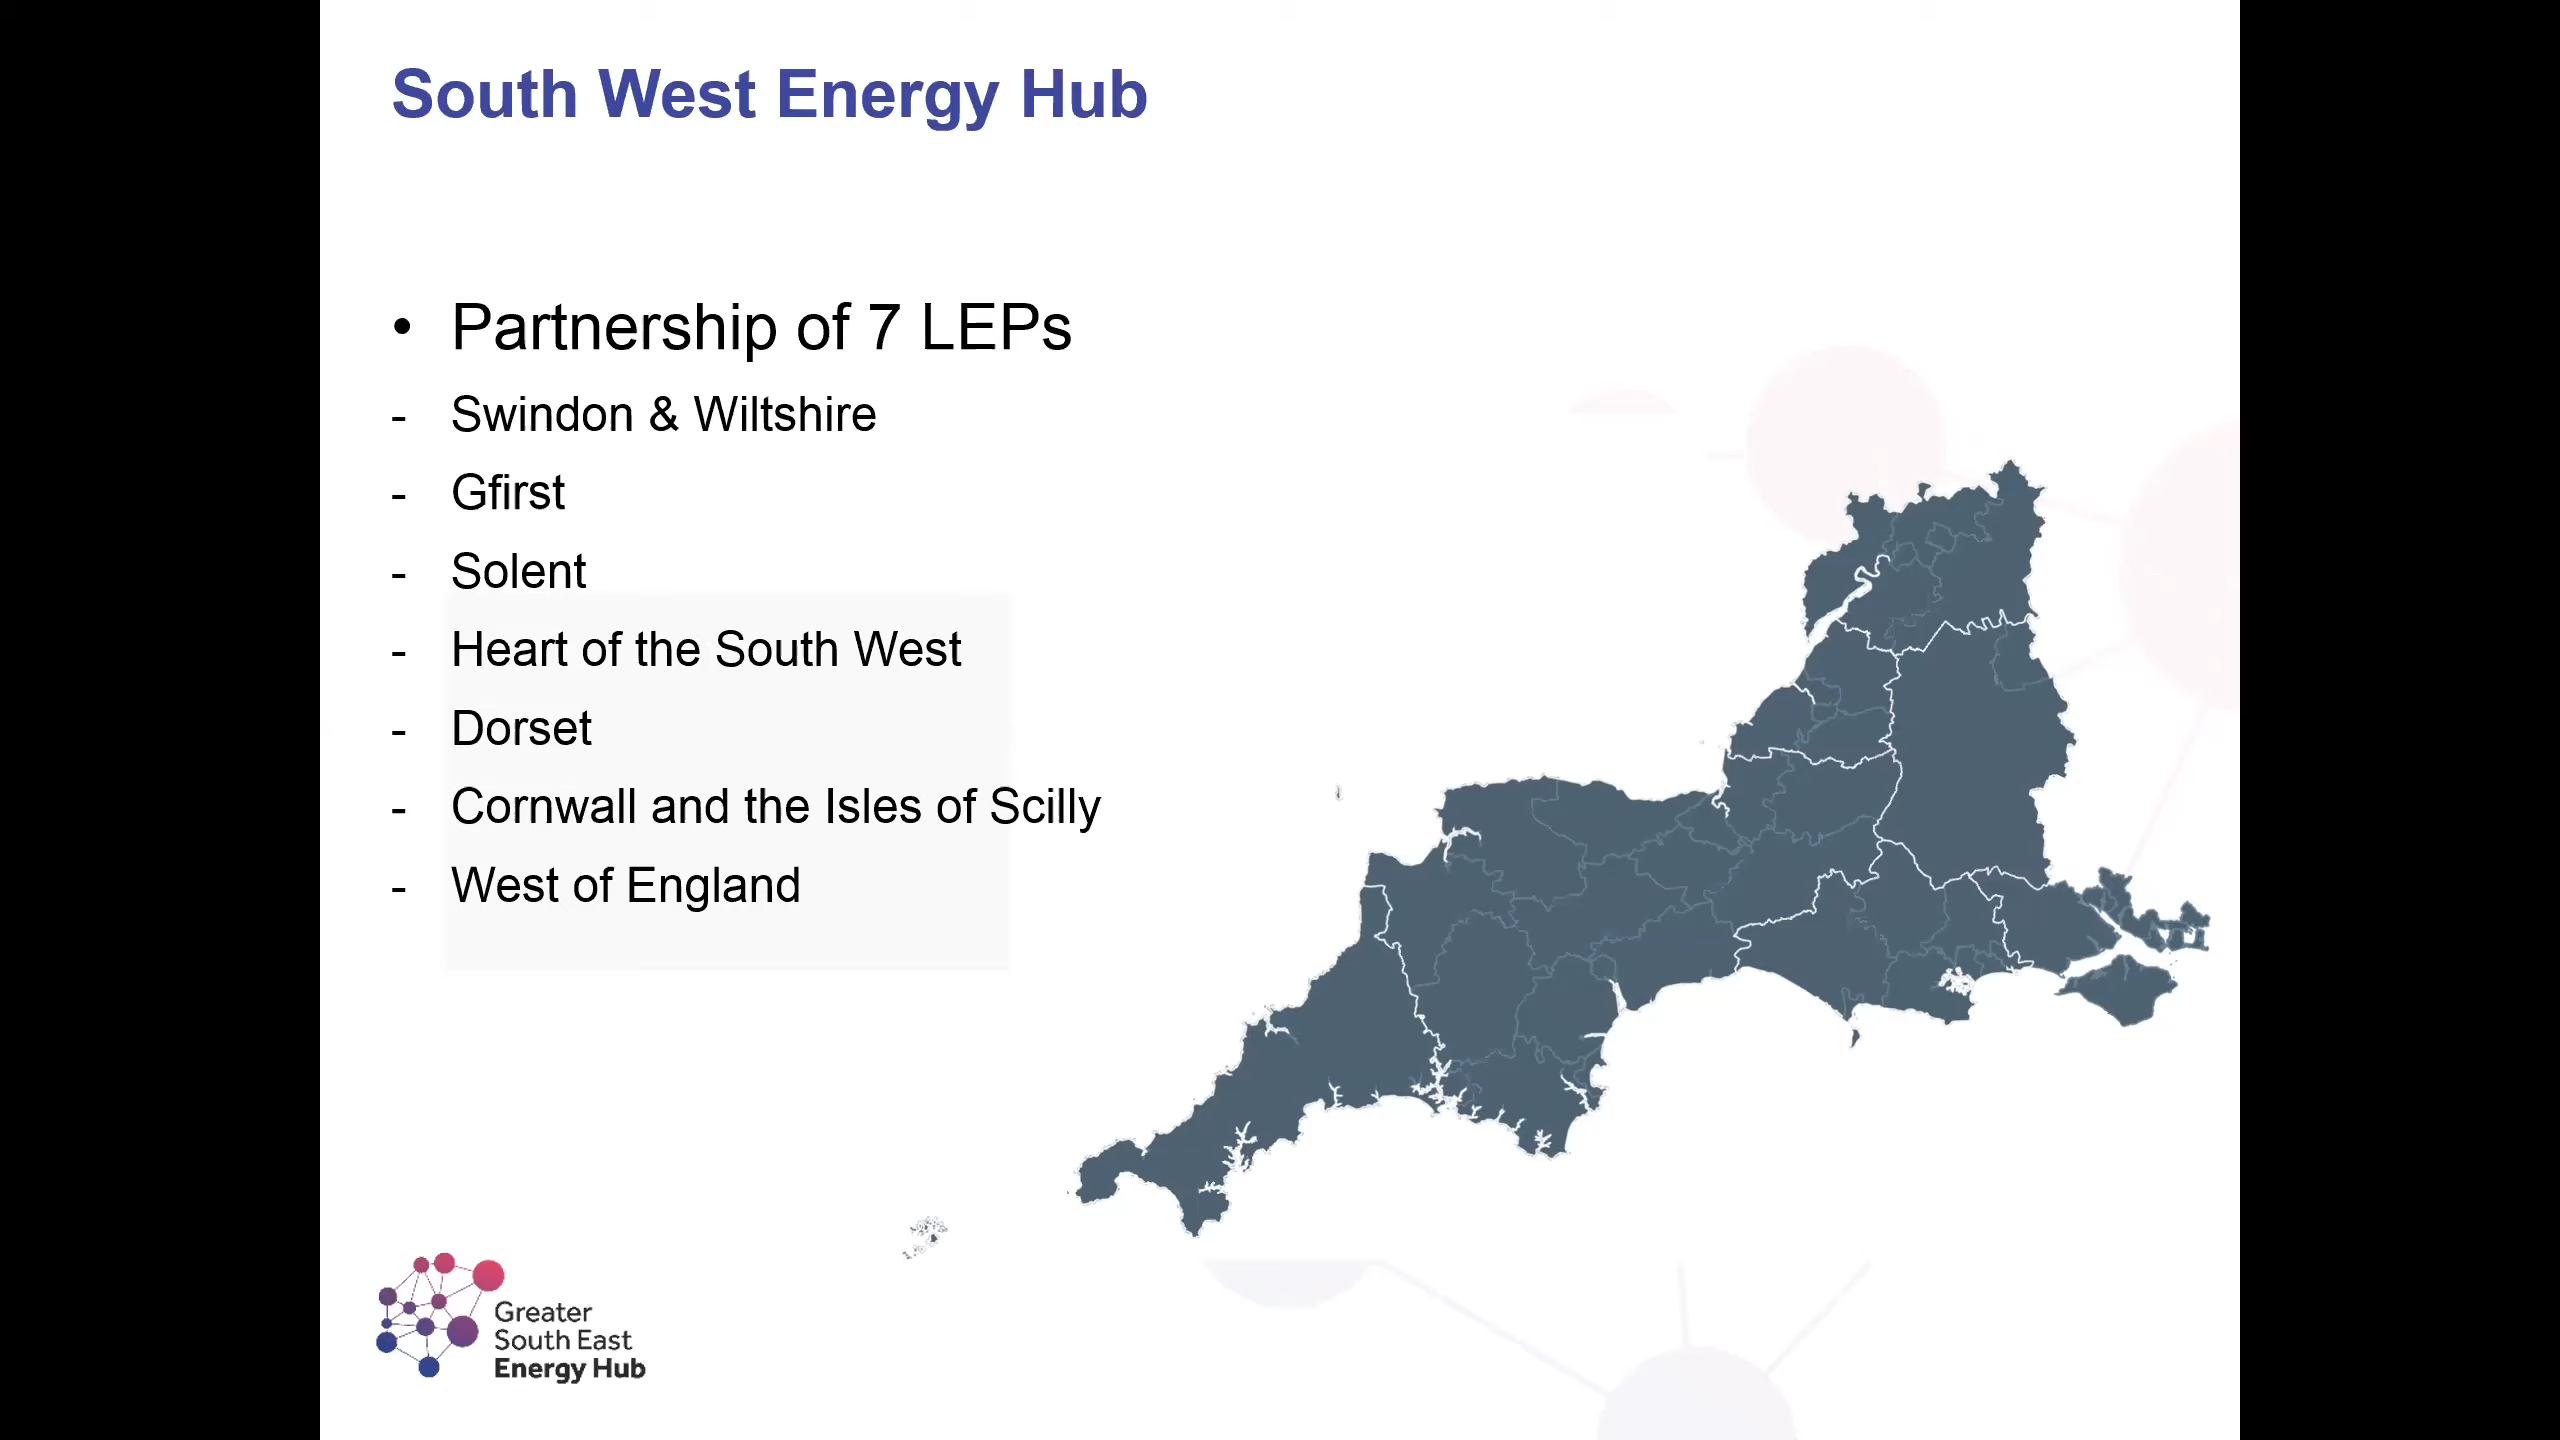 South West Energy Hub
• Partnership of 7 LEPs
- Swindon & Wiltshire
- Gfirst
- Solent
- Heart of the South West
- Dorset
- Cornwall and the Isles of Scilly
- West of England
Greater
South East
Energy Hub